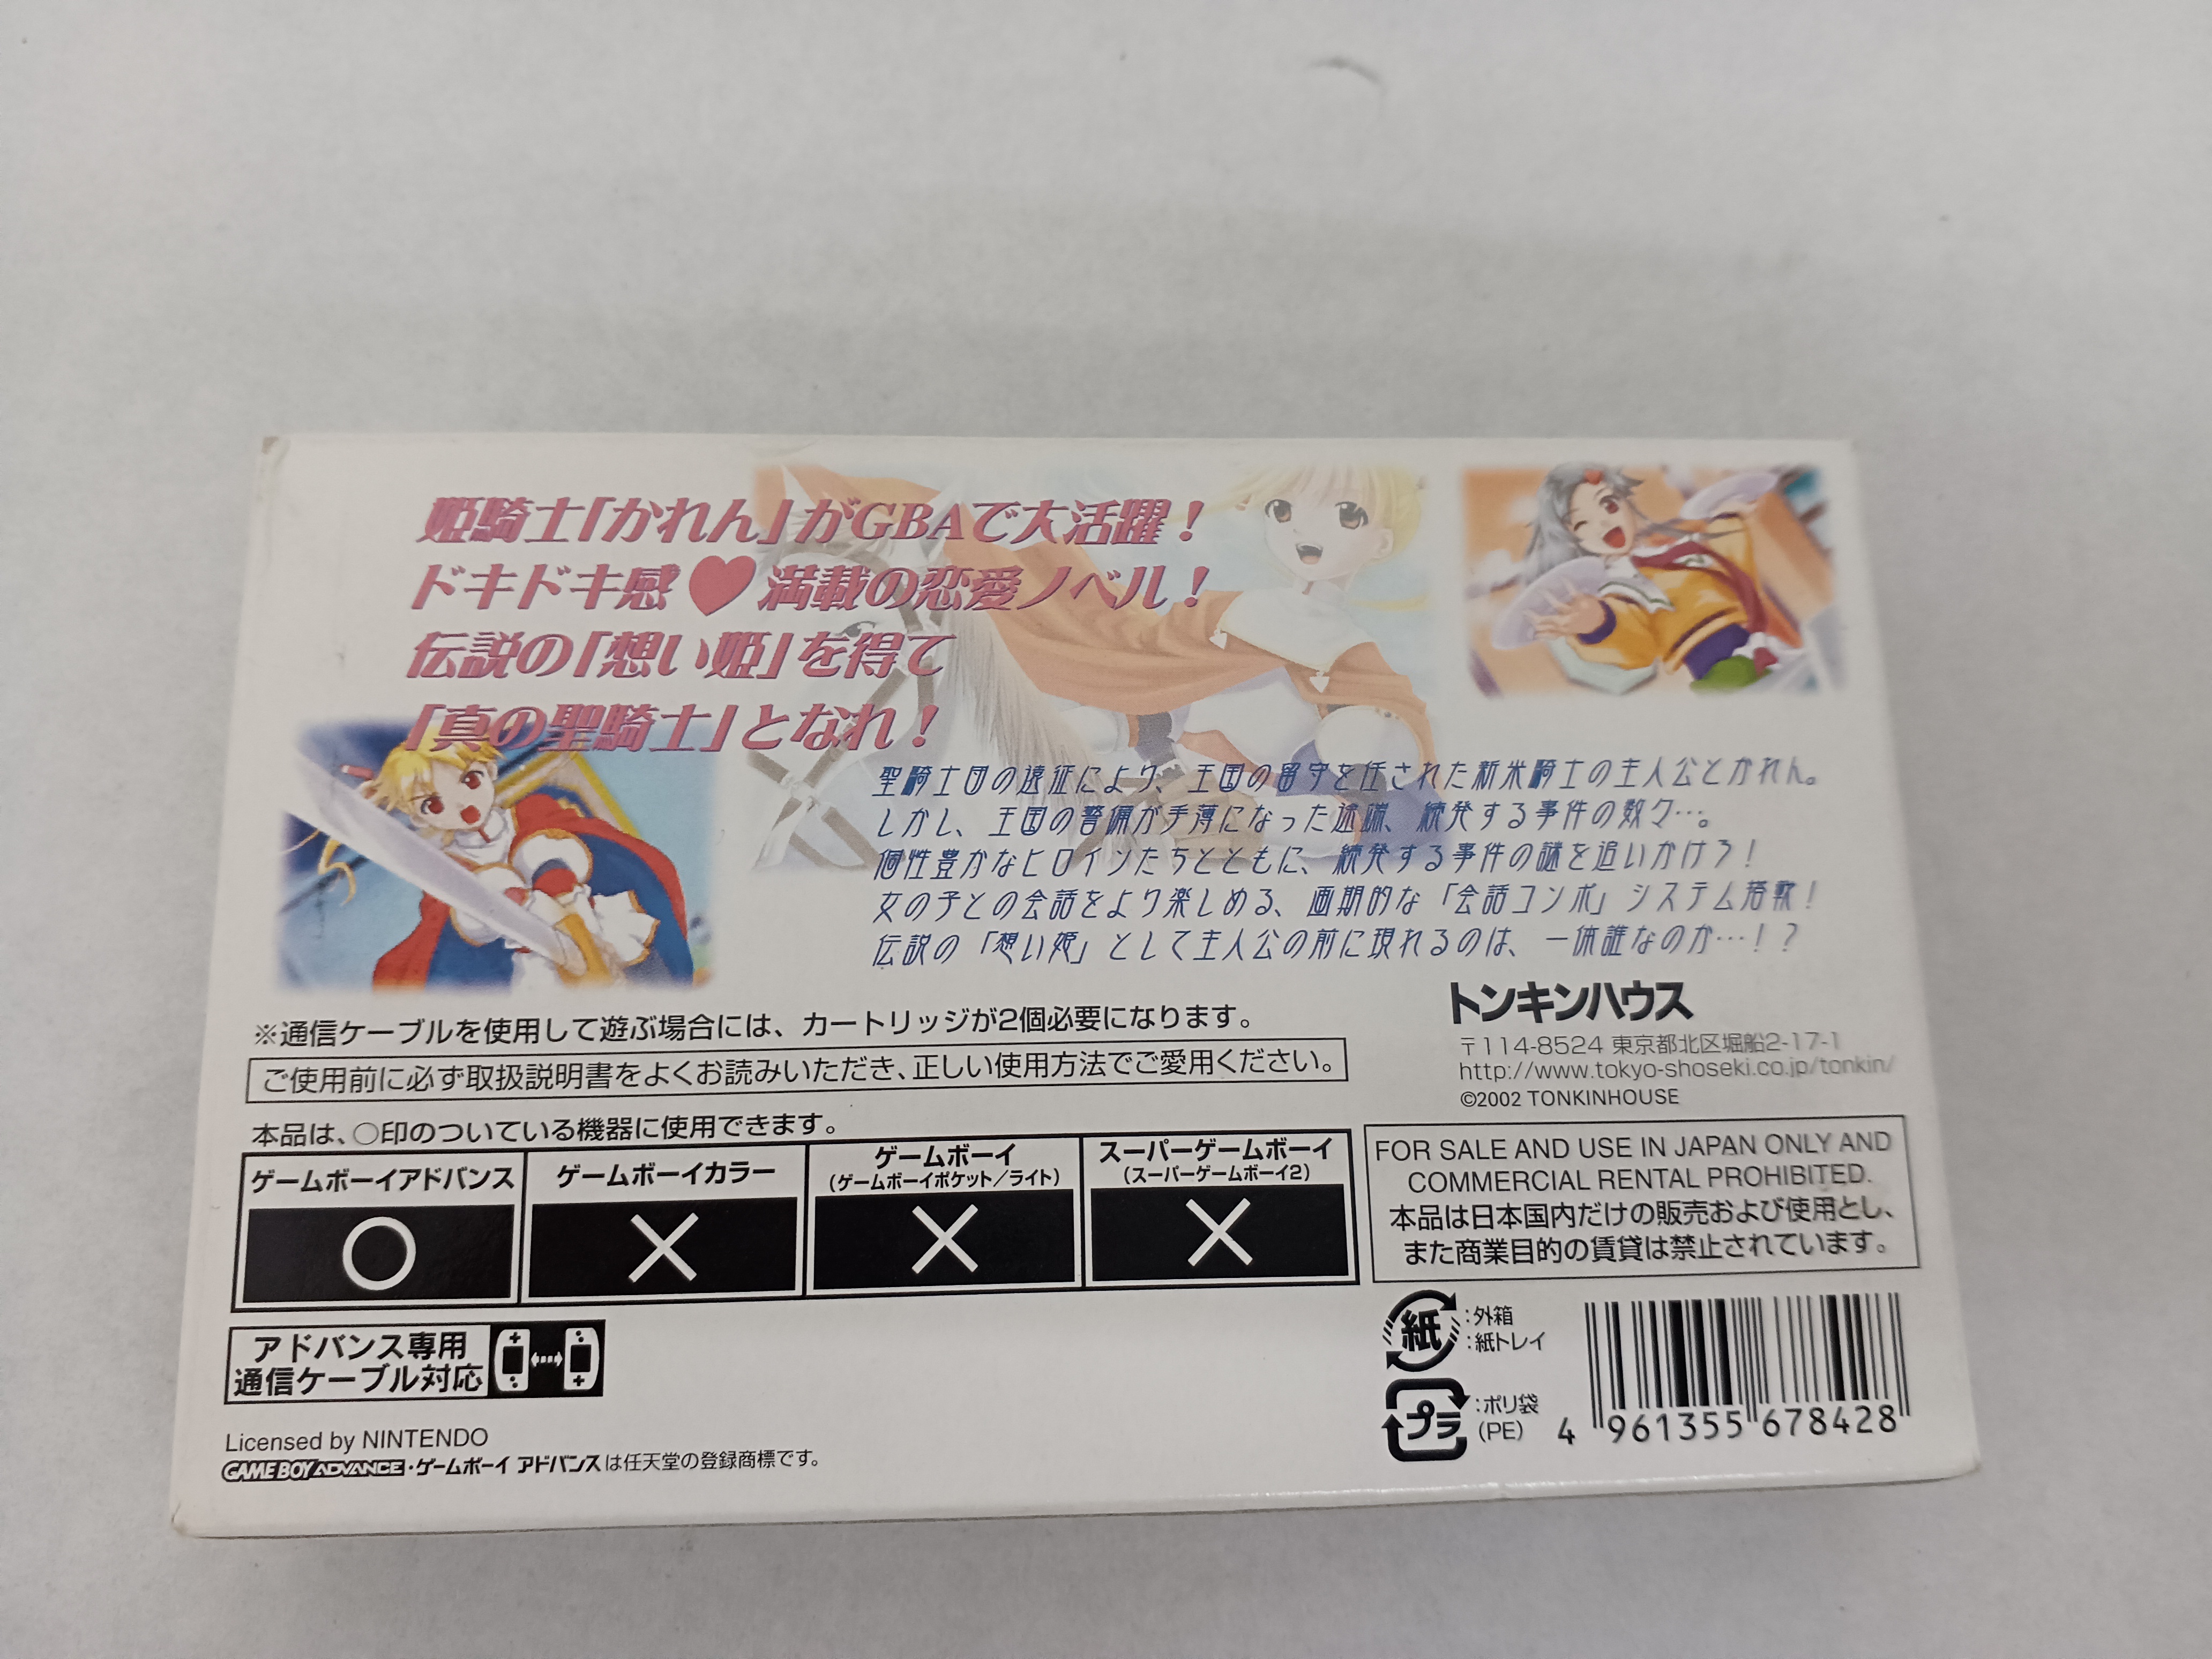 姫騎士「かれん」がGBAで大活躍！
ドキドキ感♥満載の恋愛ノベル！
伝説の「想い姫」を得て
「真の聖騎士」となれ！
聖騎士団の遠征により、王国の留守を任された新米騎士の主人公とかれん。
しかし、王国の警備が手薄になった途端、続発する事件の数々…。
個性豊かなヒロインたちとともに、続発する事件の謎を追いかけろ！
女の子との会話をより楽しめる、画期的な「会話コンボ」システム搭載！
伝説の「想い姫」として主人公の前に現れるのは、一体誰なのか…！？
トンキンハウス
〒114-8524 東京都北区堀船2-17-1
http://www.tokyo-shoseki.co.jp/tonkin/
©2002 TONKINHOUSE
※通信ケーブルを使用して遊ぶ場合には、カートリッジが2個必要になります。
ご使用前に必ず取扱説明書をよくお読みいただき、正しい使用方法でご愛用ください。
本品は、○印のついている機器に使用できます。
ゲームボーイアドバンス
ゲームボーイカラー
ゲームボーイ
(ゲームボーイポケット／ライト)
スーパーゲームボーイ
(スーパーゲームボーイ2)
○ × × ×
FOR SALE AND USE IN JAPAN ONLY AND
COMMERCIAL RENTAL PROHIBITED.
本品は日本国内だけの販売および使用とし、
また商業目的の賃貸は禁止されています。
アドバンス専用
通信ケーブル対応
紙
:外箱
:紙トレイ
プラ
:ポリ袋
(PE)
4 961355 678428
Licensed by NINTENDO
GAME BOY ADVANCE・ゲームボーイ アドバンスは任天堂の登録商標です。